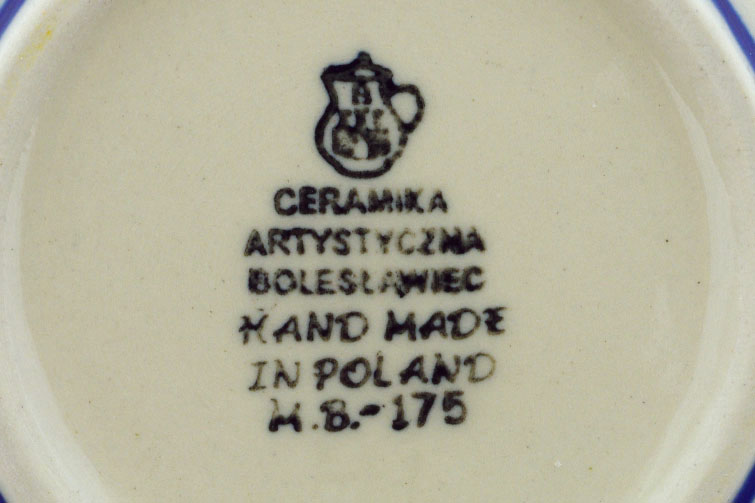 B
CERAMIKA
ARTYSTYCZNA
BOLESŁAWIEC
HAND MADE
IN POLAND
M.B.-175